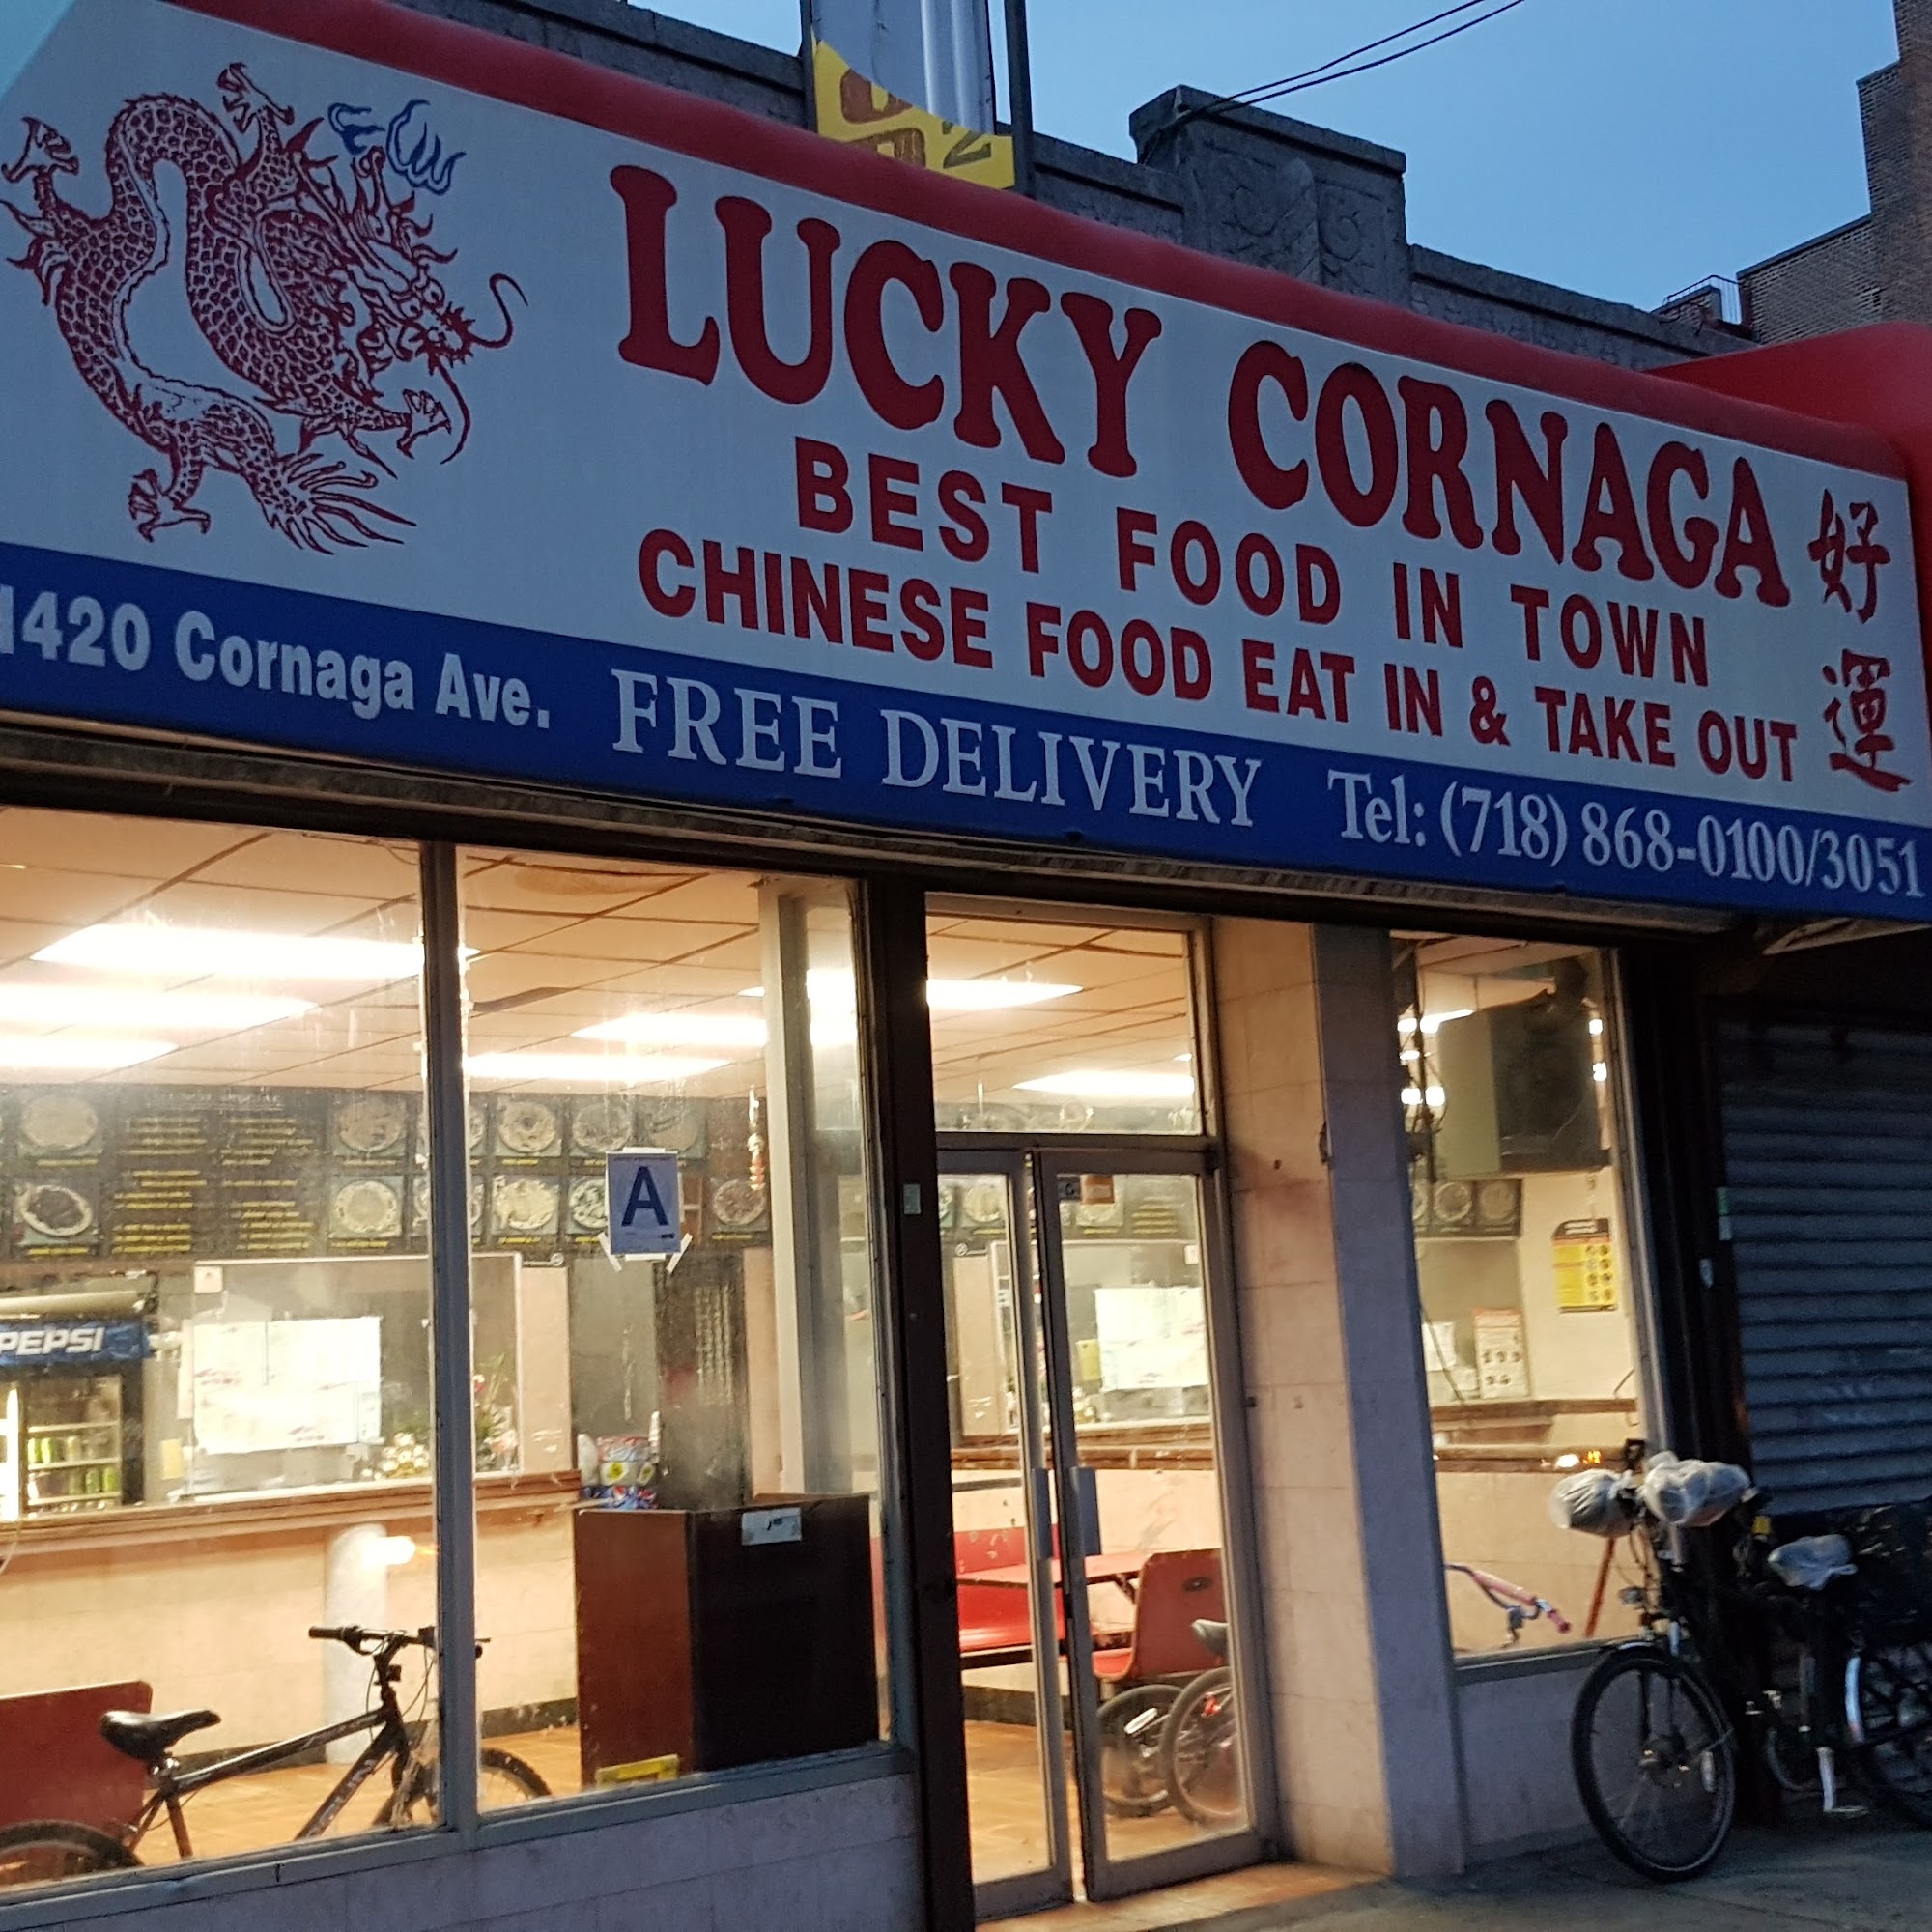 LUCKY CORNAGA
BEST FOOD IN TOWN
CHINESE FOOD EAT IN & TAKE OUT
好
運
1420 Cornaga Ave.
FREE DELIVERY
Tel: (718) 868-0100/3051
A
PEPSI